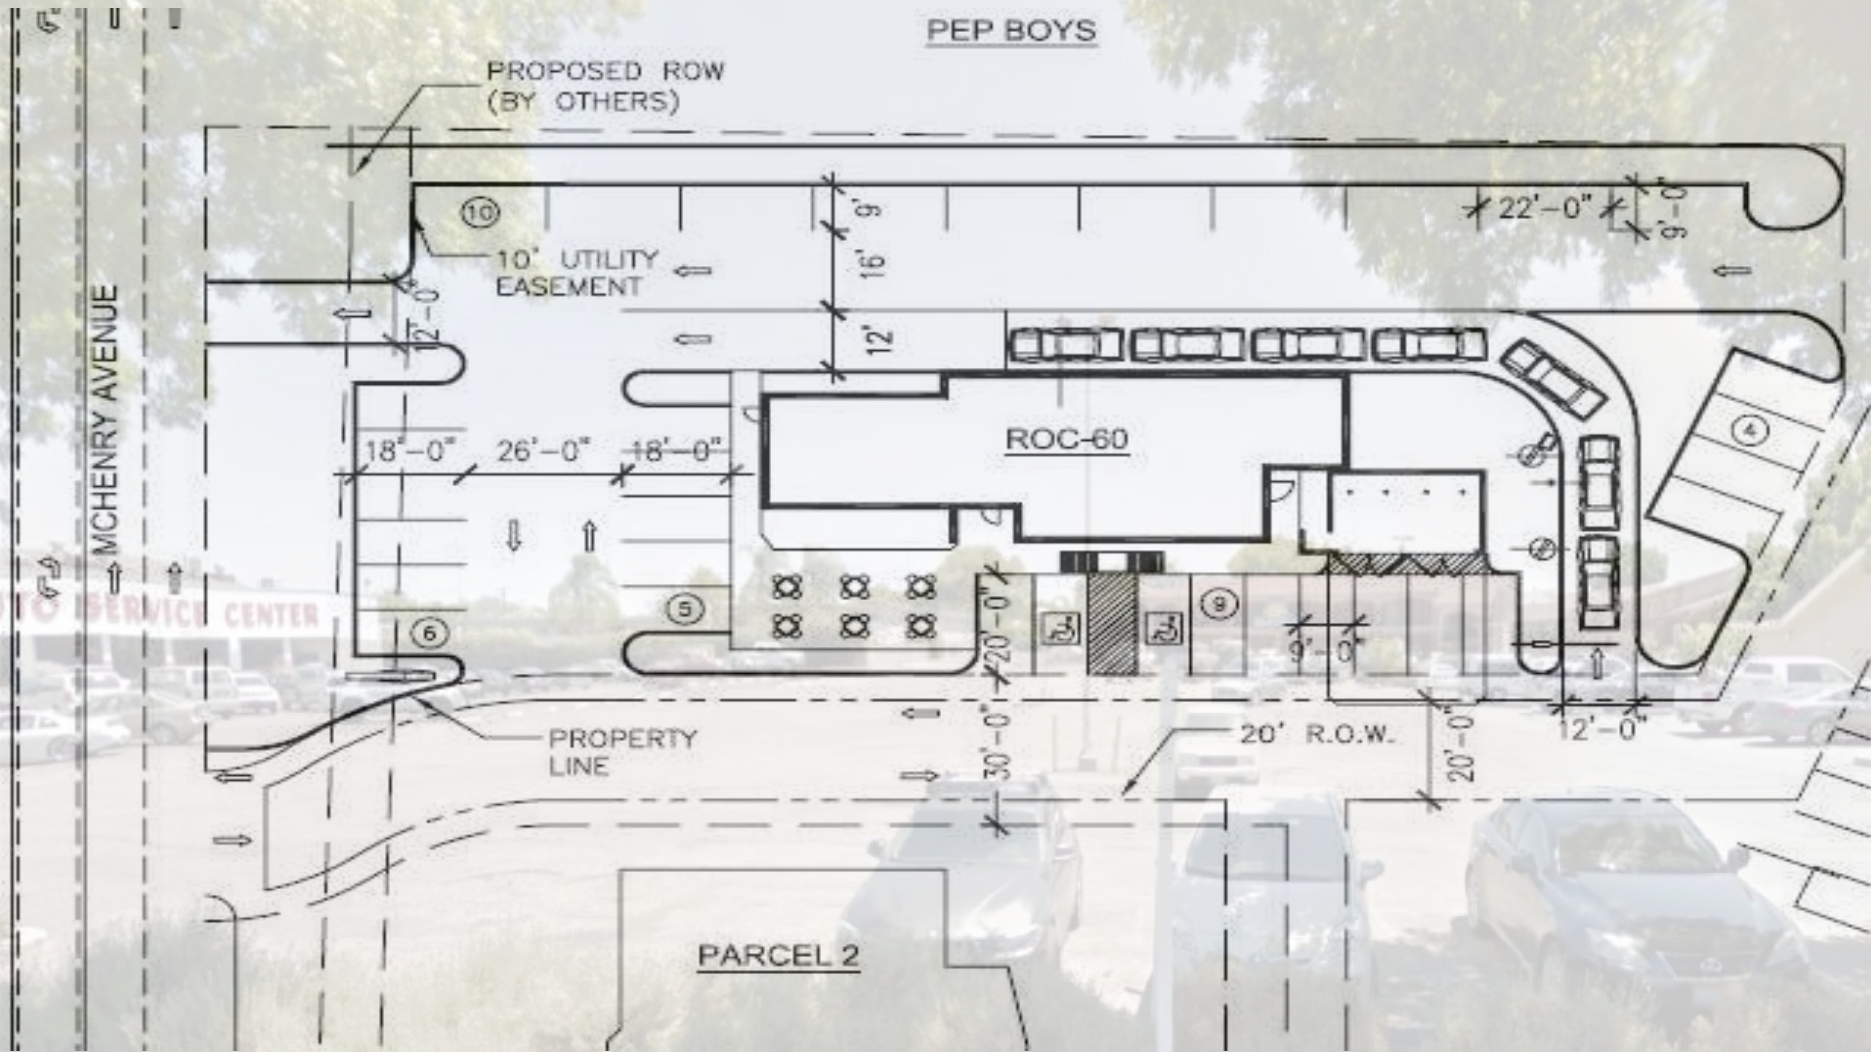 PEP BOYS
PROPOSED ROW
(BY OTHERS)
10
9'
22'-0"
9'-0"
10' UTILITY
EASEMENT
16'
12'-0
12"
MCHENRY AVENUE
ROC-60
4
18'-0"
26'-0"
18'-0"
5
6
9
20'-0"
9'-0"
AUTO SERVICE CENTER
PROPERTY
LINE
30'-0"
20' R.O.W.
20'-0"
12'-0"
PARCEL 2